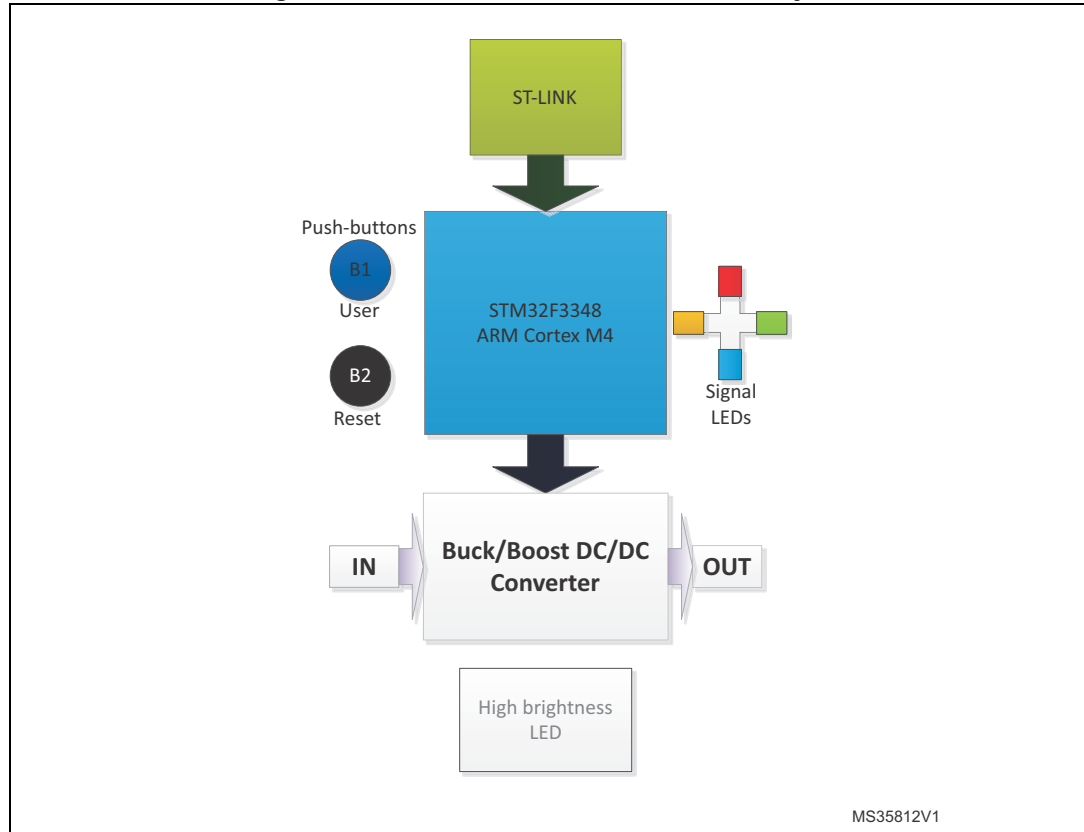 ST-LINK
Push-buttons
B1
User
B2
Reset
STM32F3348
ARM Cortex M4
Signal
LEDs
IN
Buck/Boost DC/DC
Converter
OUT
High brightness
LED
MS35812V1